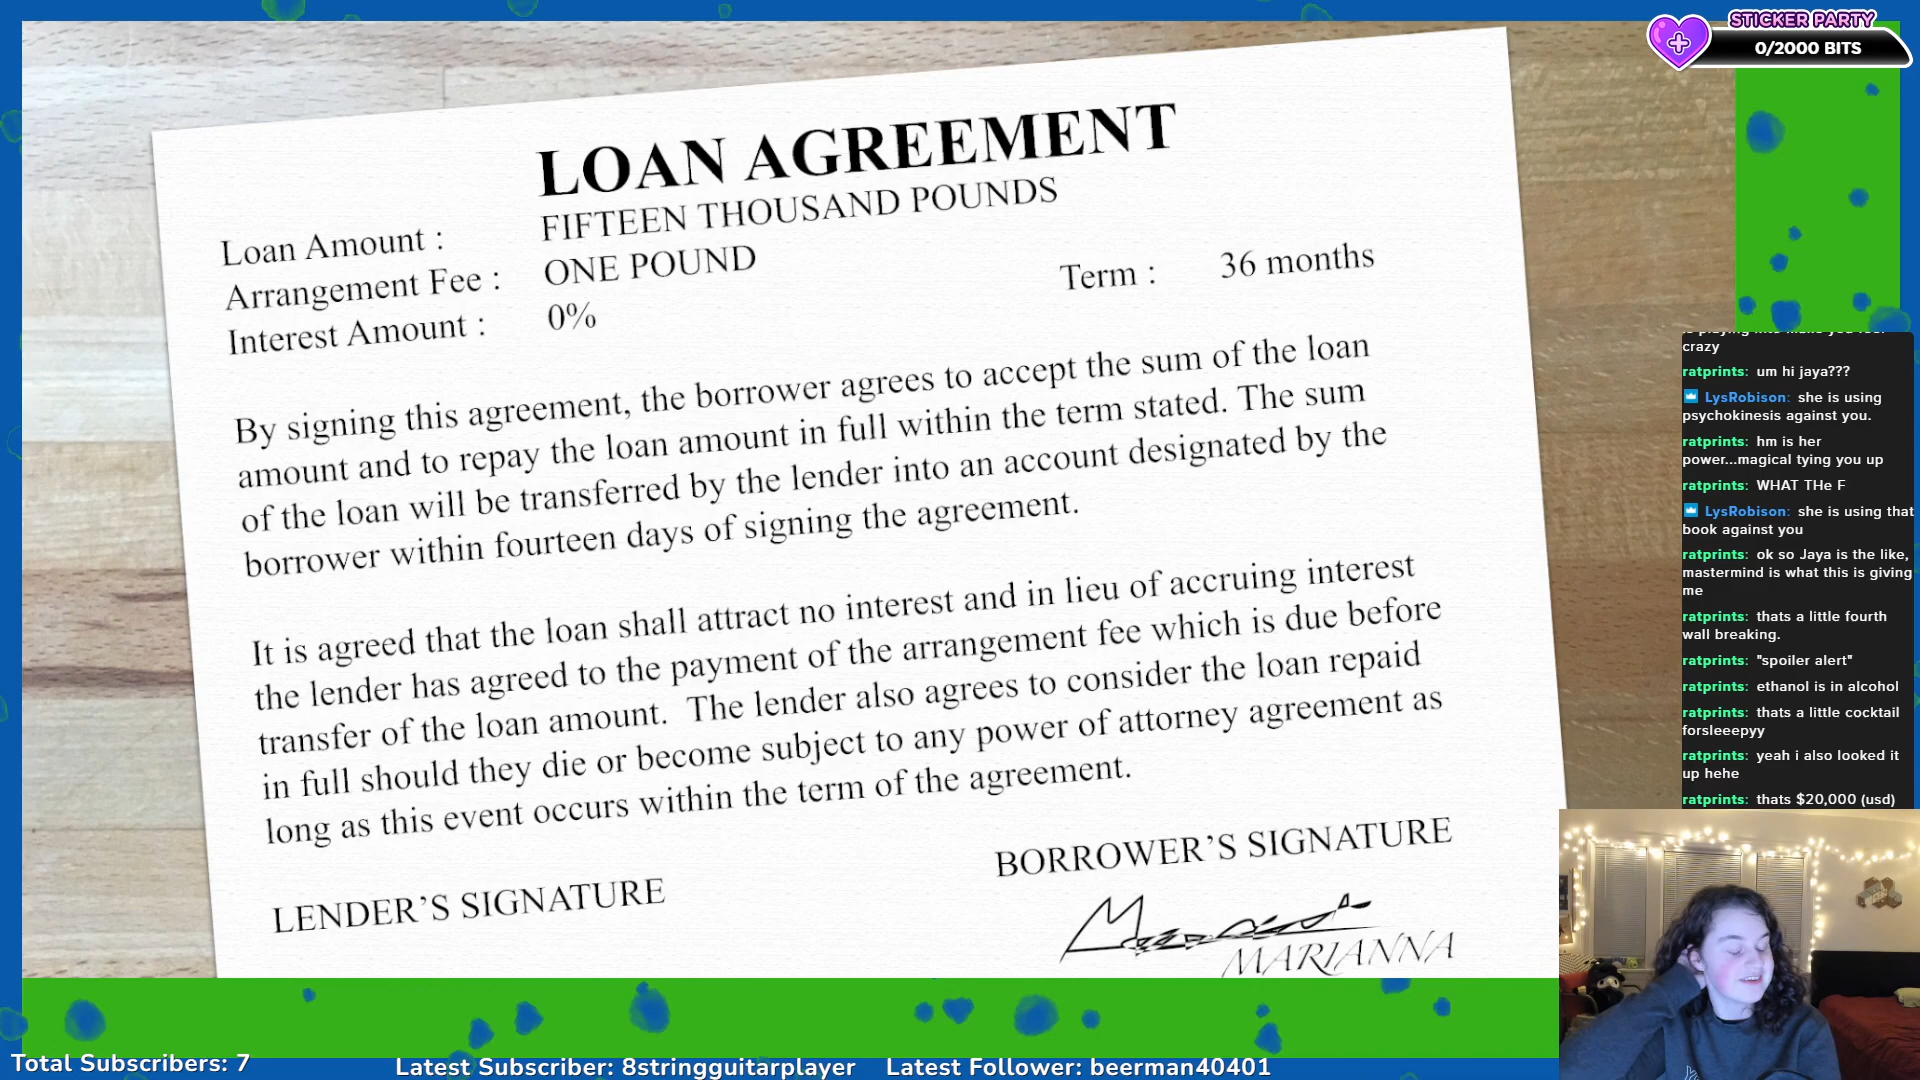 STICKER PARTY
0/2000 BITS
LOAN AGREEMENT
Loan Amount : FIFTEEN THOUSAND POUNDS
Arrangement Fee : ONE POUND
Interest Amount : 0%
Term : 36 months
By signing this agreement, the borrower agrees to accept the sum of the loan
amount and to repay the loan amount in full within the term stated. The sum
of the loan will be transferred by the lender into an account designated by the
borrower within fourteen days of signing the agreement.
It is agreed that the loan shall attract no interest and in lieu of accruing interest
the lender has agreed to the payment of the arrangement fee which is due before
transfer of the loan amount. The lender also agrees to consider the loan repaid
in full should they die or become subject to any power of attorney agreement as
long as this event occurs within the term of the agreement.
LENDER'S SIGNATURE
BORROWER'S SIGNATURE
MARIANNA
crazy
ratprints: um hi jaya???
LysRobison: she is using
psychokinesis against you.
ratprints: hm is her
power...magical tying you up
ratprints: WHAT THe F
LysRobison: she is using that
book against you
ratprints: ok so Jaya is the like,
mastermind is what this is giving
me
ratprints: thats a little fourth
wall breaking.
ratprints: "spoiler alert"
ratprints: ethanol is in alcohol
ratprints: thats a little cocktail
forsleeepyy
ratprints: yeah i also looked it
up hehe
ratprints: thats $20,000 (usd)
Total Subscribers: 7
Latest Subscriber: 8stringguitarplayer
Latest Follower: beerman40401